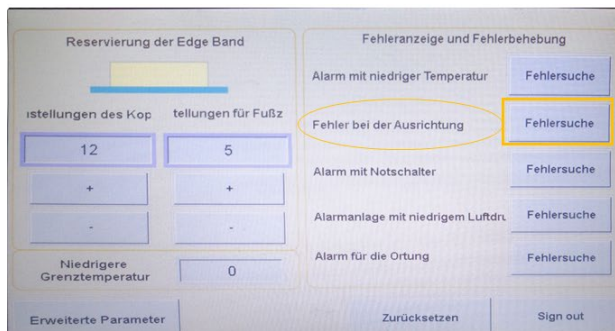 Reservierung der Edge Band
ıstellungen des Kop
tellungen für Fußz
12
5
+
+
-
-
Niedrigere
Grenztemperatur
0
Erweiterte Parameter
Fehleranzeige und Fehlerbehebung
Alarm mit niedriger Temperatur
Fehlersuche
Fehler bei der Ausrichtung
Fehlersuche
Alarm mit Notschalter
Fehlersuche
Alarmanlage mit niedrigem Luftdru
Fehlersuche
Alarm für die Ortung
Fehlersuche
Zurücksetzen
Sign out